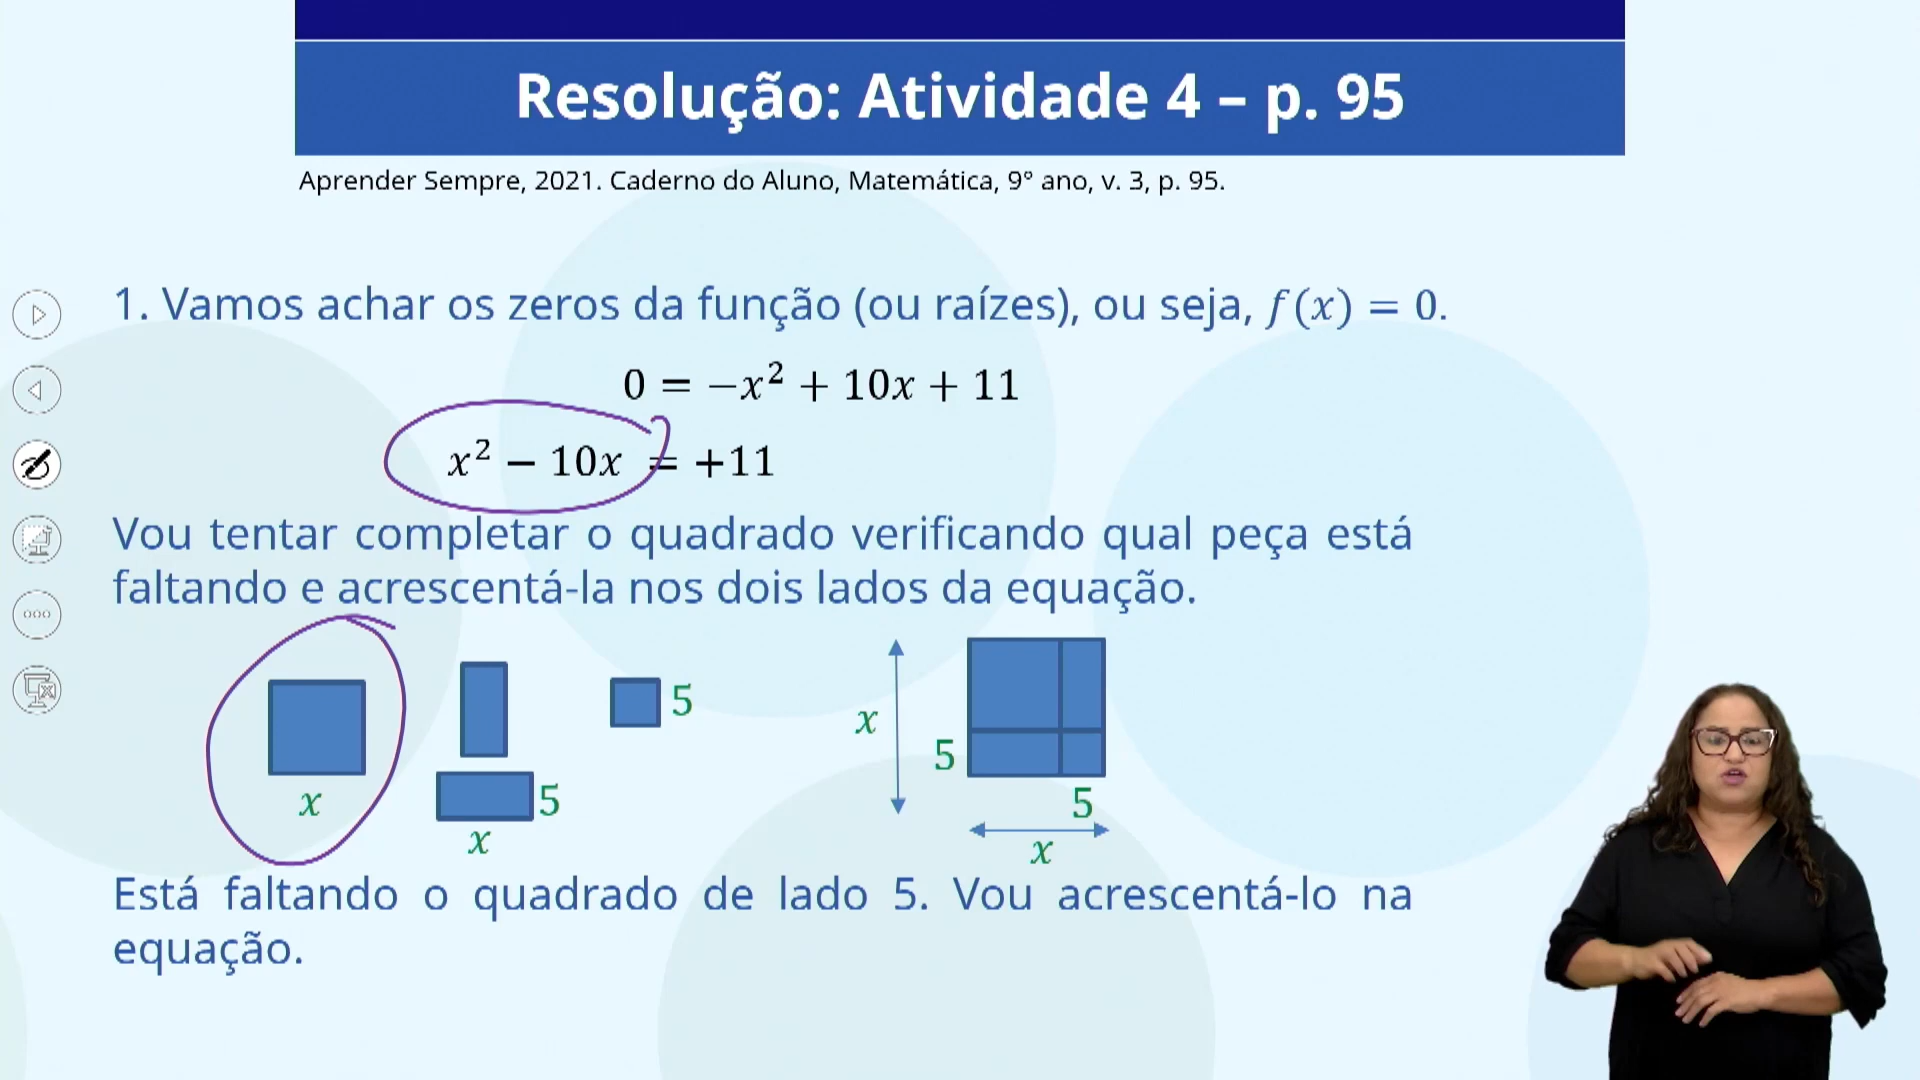 Resolução: Atividade 4 – p. 95
Aprender Sempre, 2021. Caderno do Aluno, Matemática, 9° ano, v. 3, p. 95.
1. Vamos achar os zeros da função (ou raízes), ou seja, f(x) = 0.
0 = −x² + 10x + 11
x² − 10x = +11
Vou tentar completar o quadrado verificando qual peça está
faltando e acrescentá-la nos dois lados da equação.
x
5
x
5
x
5
5
x
Está faltando o quadrado de lado 5. Vou acrescentá-lo na
equação.